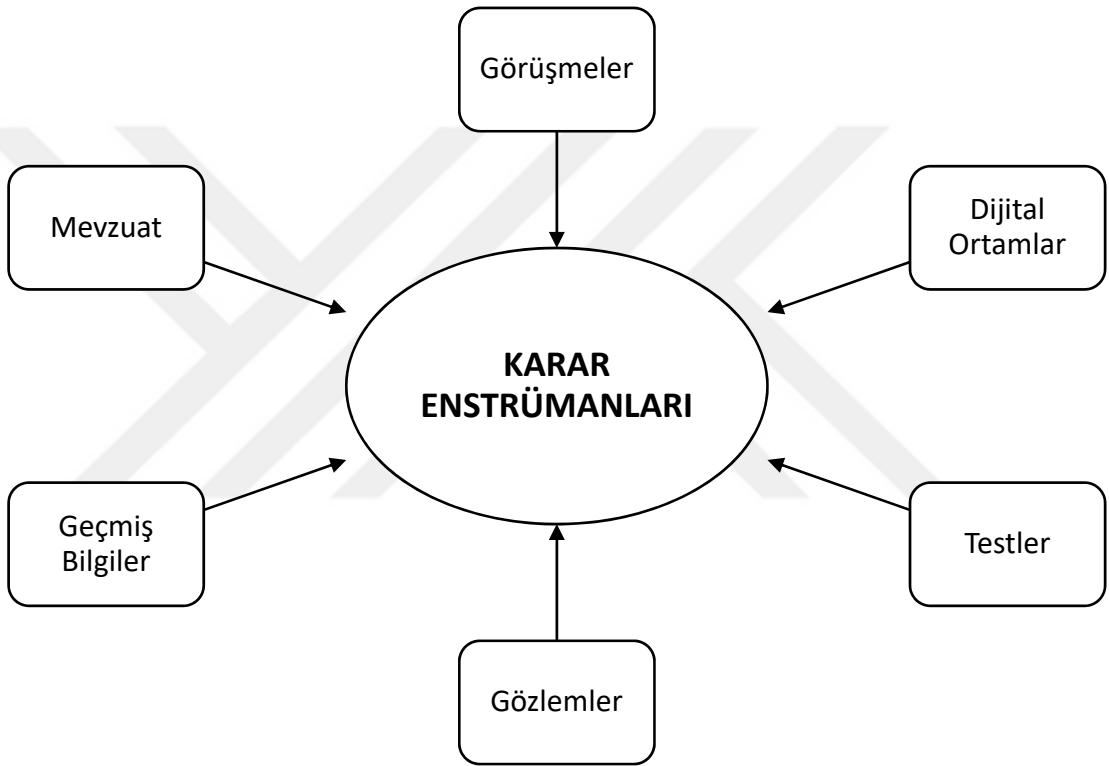 Görüşmeler
Mevzuat
Dijital
Ortamlar
KARAR
ENSTRÜMANLARI
Geçmiş
Bilgiler
Testler
Gözlemler